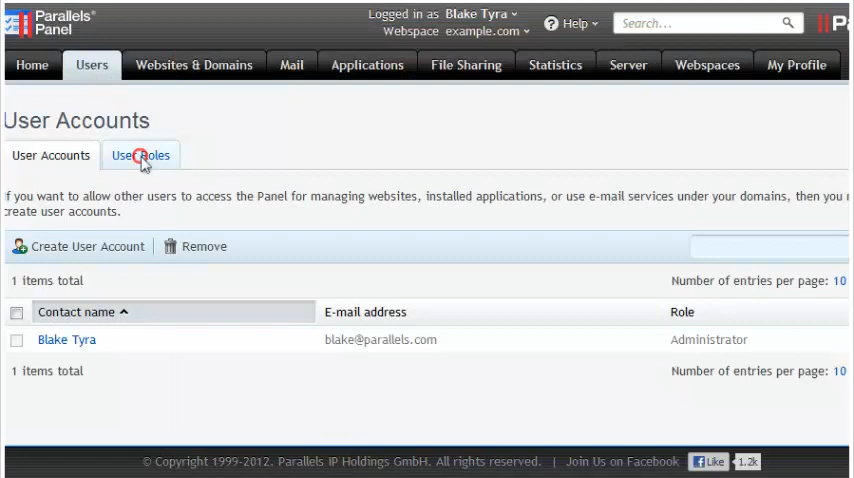 Parallels®
Panel
Logged in as Blake Tyra
Webspace example.com
Help
Search...
Home Users Websites & Domains Mail Applications File Sharing Statistics Server Webspaces My Profile
User Accounts
User Accounts User Roles
If you want to allow other users to access the Panel for managing websites, installed applications, or use e-mail services under your domains, then you
create user accounts.
Create User Account Remove
1 items total Number of entries per page: 10
Contact name E-mail address Role
Blake Tyra blake@parallels.com Administrator
1 items total Number of entries per page: 10
© Copyright 1999-2012. Parallels IP Holdings GmbH. All rights reserved. | Join Us on Facebook Like 1.2k